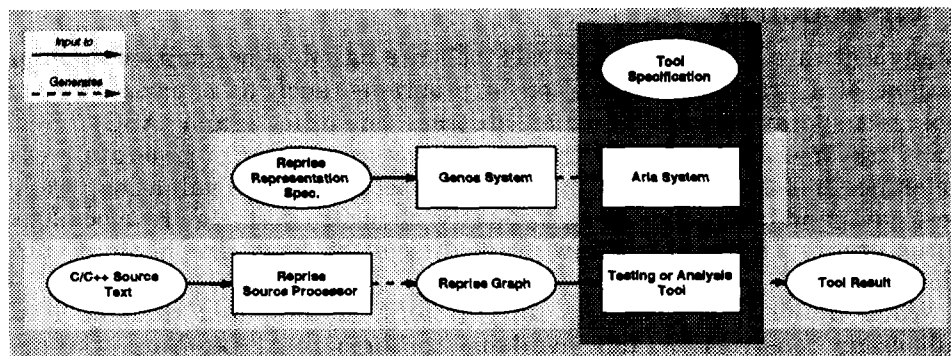 Input to
Generates
Tool
Specification
Reprise
Representation
Spec.
Genoa System
Aria System
C/C++ Source
Text
Reprise
Source Processor
Reprise Graph
Testing or Analysis
Tool
Tool Result